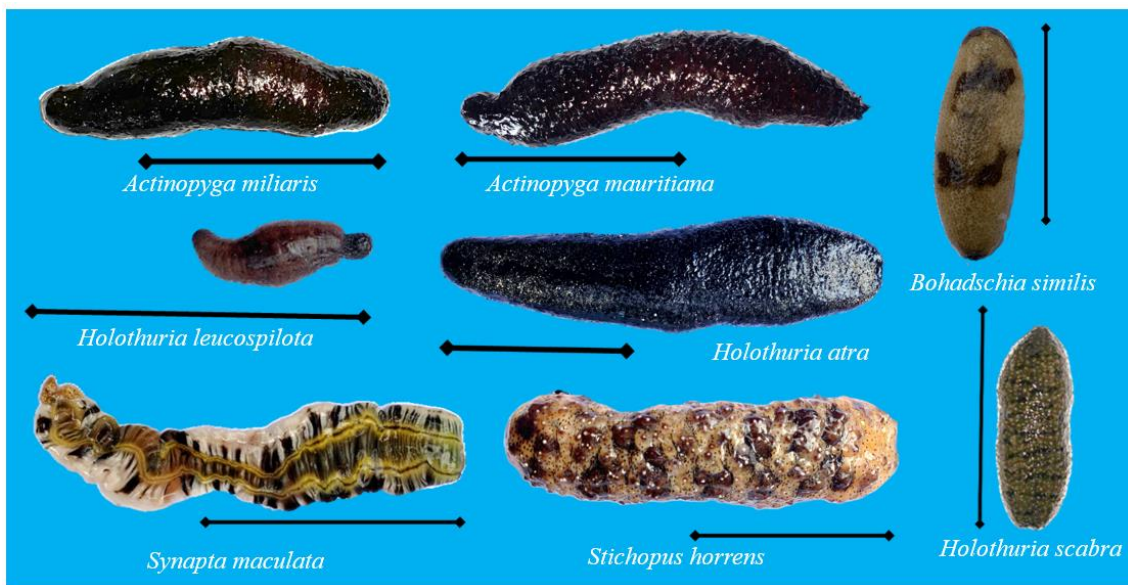 Actinopyga miliaris
Actinopyga mauritiana
Bohadschia similis
Holothuria leucospilota
Holothuria atra
Synapta maculata
Stichopus horrens
Holothuria scabra